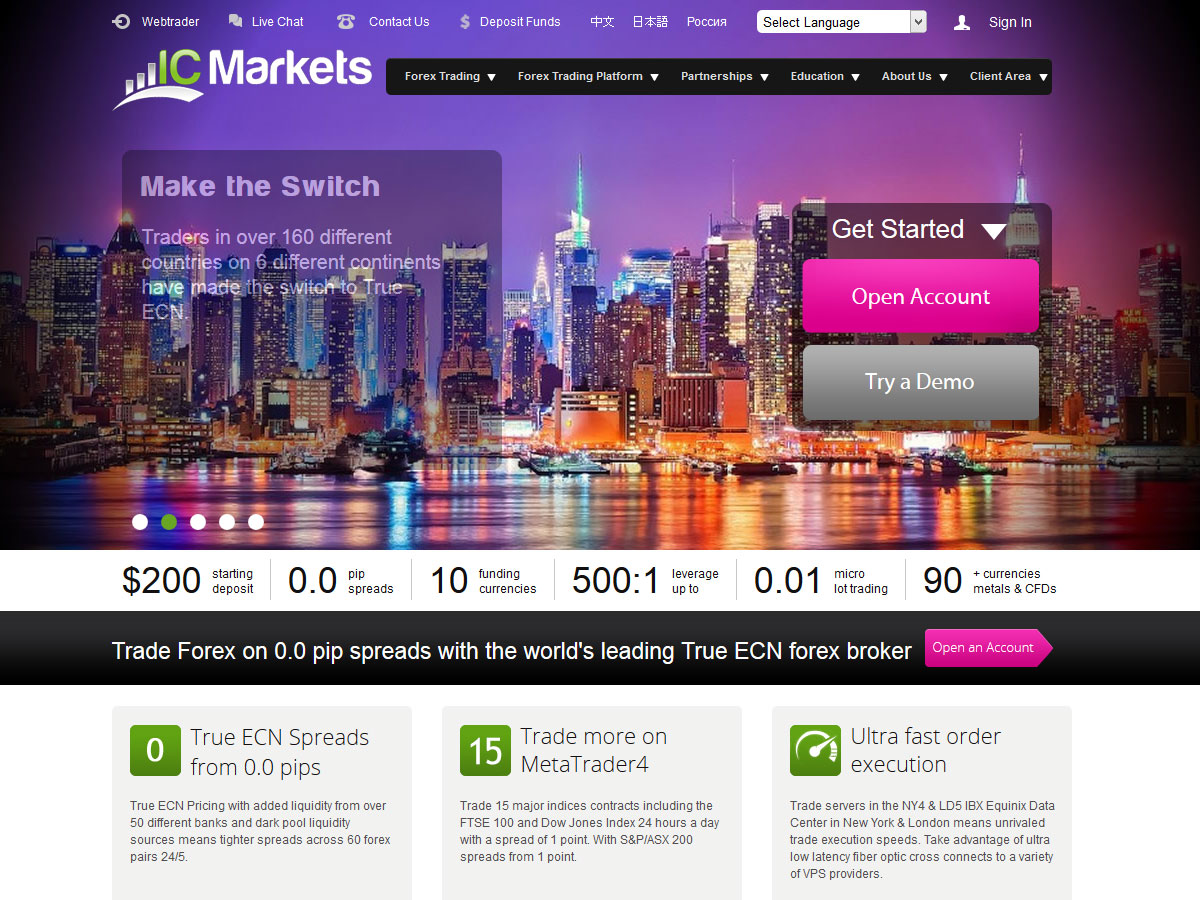 Webtrader
Live Chat
Contact Us
$ Deposit Funds
中文
日本語
Россия
Select Language
Sign In
IC Markets
Forex Trading
Forex Trading Platform
Partnerships
Education
About Us
Client Area
Make the Switch
Traders in over 160 different
countries on 6 different continents
have made the switch to True
ECN.
Get Started
Open Account
Try a Demo
$200 starting deposit
0.0 pip spreads
10 funding currencies
500:1 leverage up to
0.01 micro lot trading
90 + currencies metals & CFDs
Trade Forex on 0.0 pip spreads with the world's leading True ECN forex broker
Open an Account
0
True ECN Spreads
from 0.0 pips
True ECN Pricing with added liquidity from over
50 different banks and dark pool liquidity
sources means tighter spreads across 60 forex
pairs 24/5.
15
Trade more on
MetaTrader4
Trade 15 major indices contracts including the
FTSE 100 and Dow Jones Index 24 hours a day
with a spread of 1 point. With S&P/ASX 200
spreads from 1 point.
Ultra fast order
execution
Trade servers in the NY4 & LD5 IBX Equinix Data
Center in New York & London means unrivaled
trade execution speeds. Take advantage of ultra
low latency fiber optic cross connects to a variety
of VPS providers.